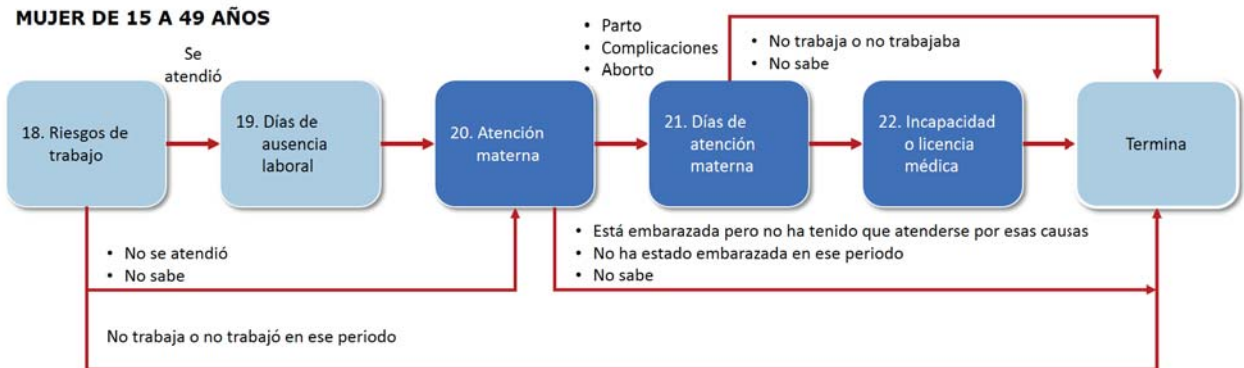 MUJER DE 15 A 49 AÑOS
Se
atendió
• Parto
• Complicaciones
• Aborto
• No trabaja o no trabajaba
• No sabe
18. Riesgos de
trabajo
19. Días de
ausencia
laboral
20. Atención
materna
21. Días de
atención
materna
22. Incapacidad
o licencia
médica
Termina
• No se atendió
• No sabe
• Está embarazada pero no ha tenido que atenderse por esas causas
• No ha estado embarazada en ese periodo
• No sabe
No trabaja o no trabajó en ese periodo